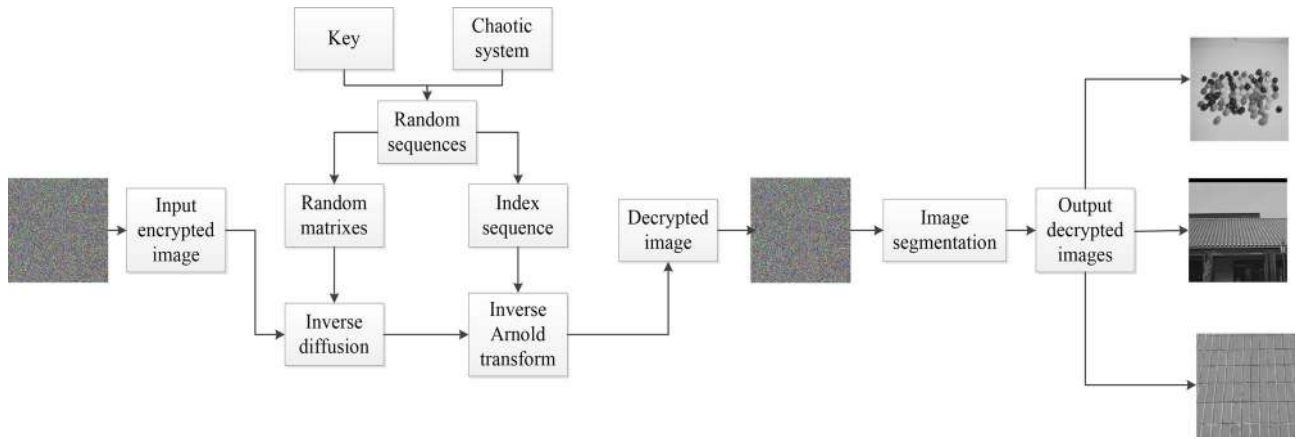 Key
Chaotic
system
Random
sequences
Input
encrypted
image
Random
matrixes
Index
sequence
Inverse
diffusion
Inverse
Arnold
transform
Decrypted
image
Image
segmentation
Output
decrypted
images